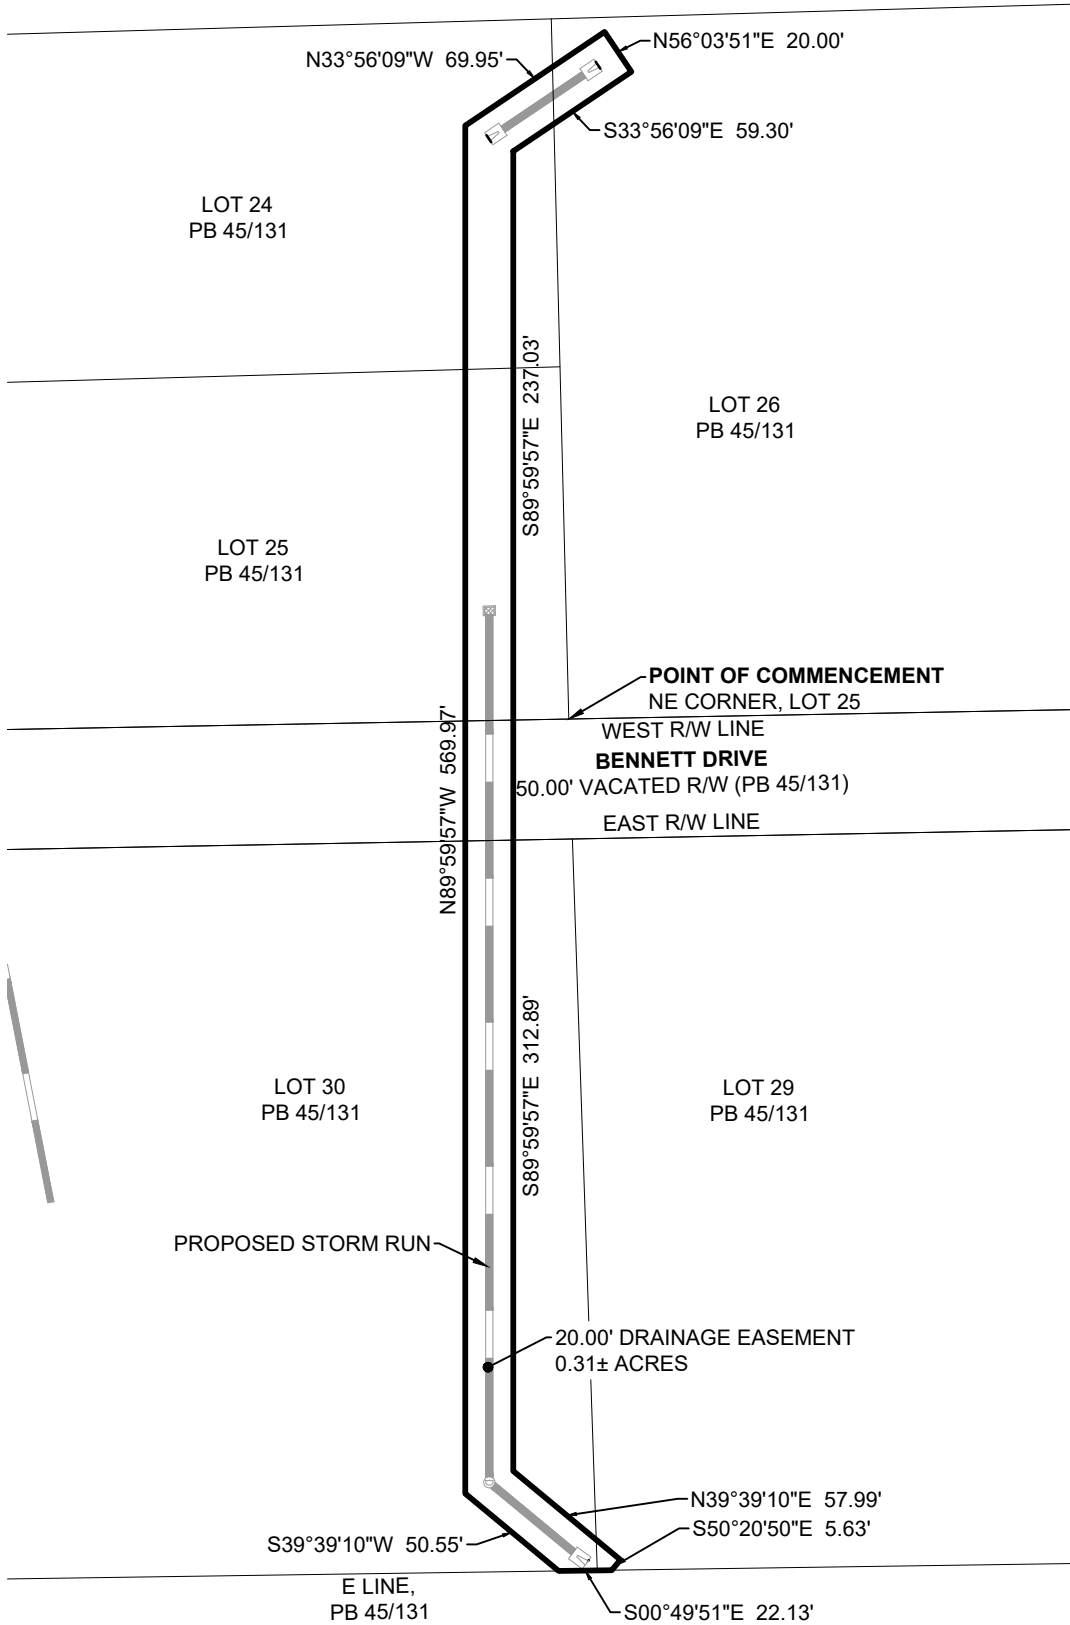 N56°03'51"E 20.00'
N33°56'09"W 69.95'
S33°56'09"E 59.30'
LOT 24
PB 45/131
S89°59'57"E 237.03'
LOT 26
PB 45/131
LOT 25
PB 45/131
POINT OF COMMENCEMENT
NE CORNER, LOT 25
WEST R/W LINE
BENNETT DRIVE
50.00' VACATED R/W (PB 45/131)
EAST R/W LINE
N89°59'57"W 569.97'
S89°59'57"E 312.89'
LOT 30
PB 45/131
LOT 29
PB 45/131
PROPOSED STORM RUN
20.00' DRAINAGE EASEMENT
0.31± ACRES
N39°39'10"E 57.99'
S50°20'50"E 5.63'
S39°39'10"W 50.55'
E LINE,
PB 45/131
S00°49'51"E 22.13'